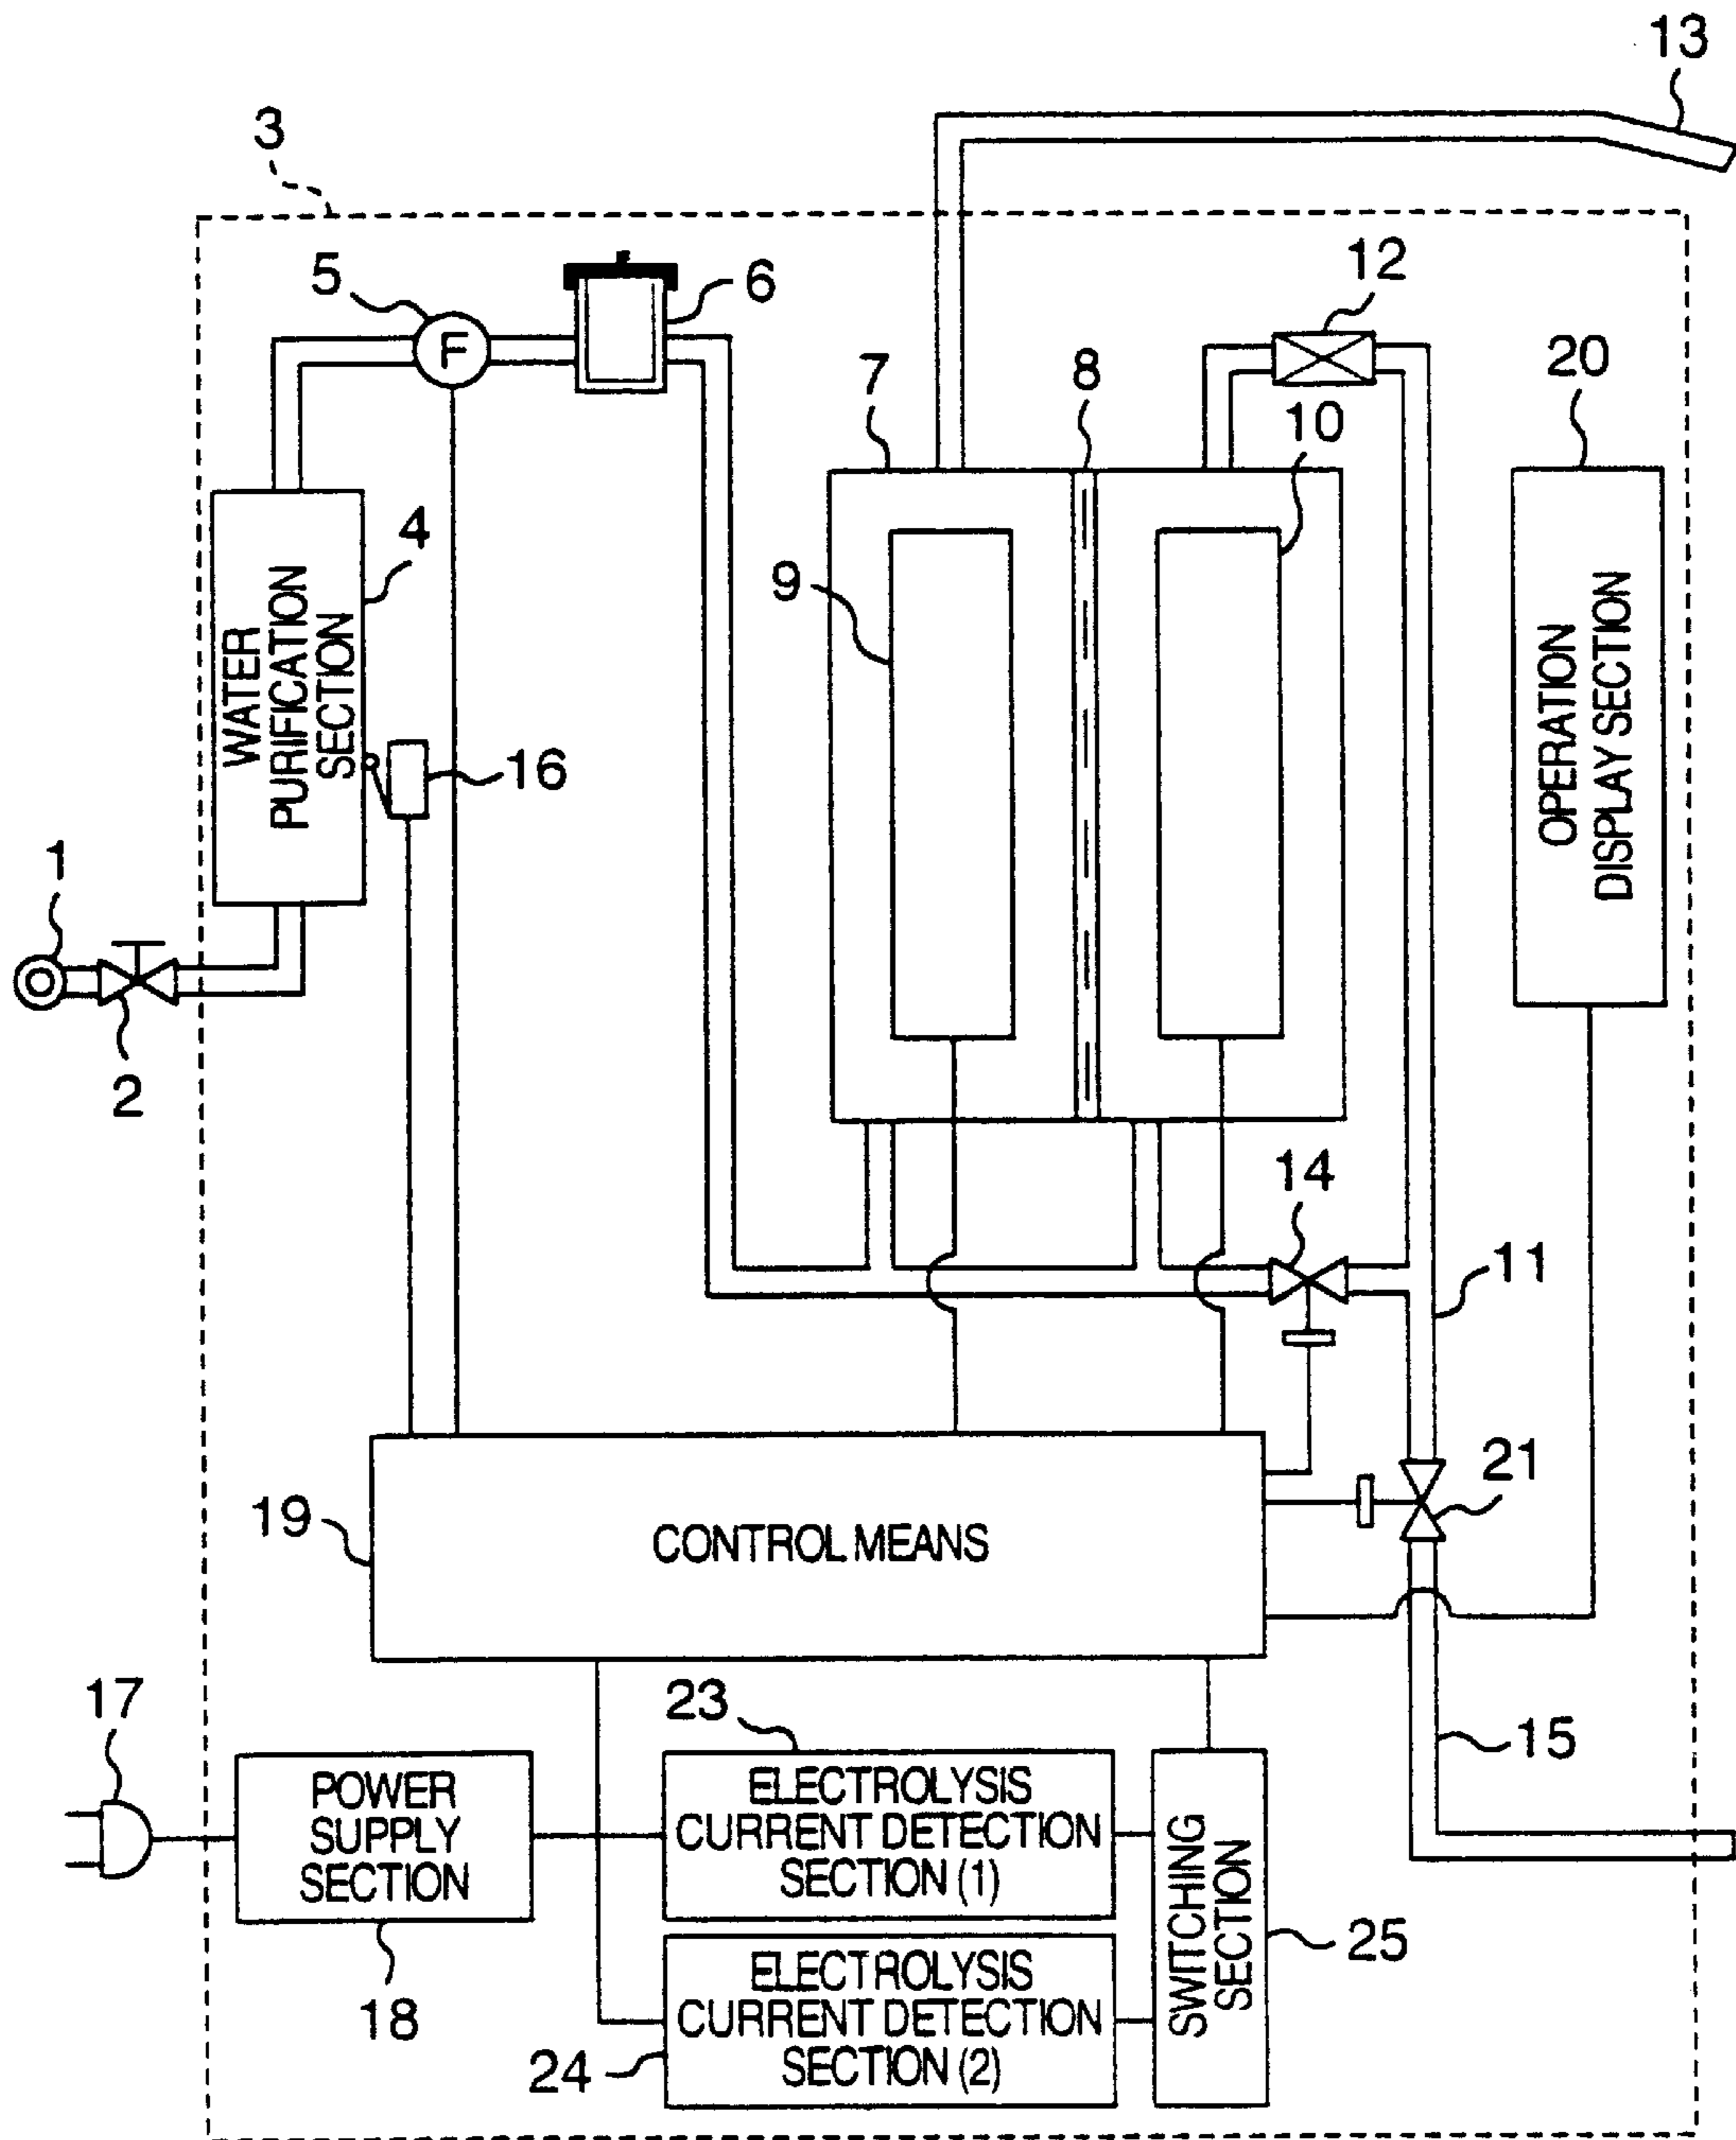 13
3
12
5
6
F
7
8
20
10
4
9
WATER
PURIFICATION
SECTION
OPERATION
DISPLAY SECTION
16
1
2
14
11
21
19
CONTROL MEANS
17
23
15
POWER
SUPPLY
SECTION
ELECTROLYSIS
CURRENT DETECTION
SECTION (1)
SWITCHING
SECTION
25
18
ELECTROLYSIS
CURRENT DETECTION
SECTION (2)
24